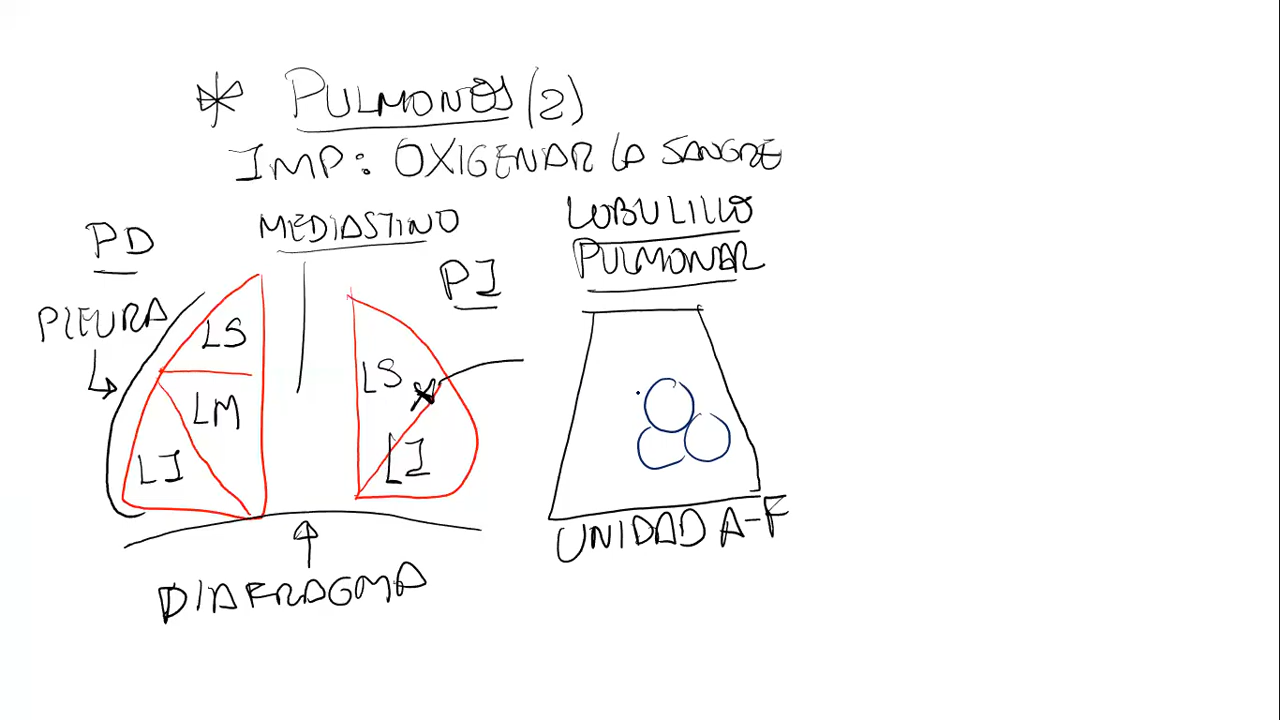 * PULMONES (2)
IMP: OXIGENAR LA SANGRE
PD
MEDIASTINO
PI
LOBULILLO
PULMONAR
PLEURA
LS
LM
LI
LS
LI
UNIDAD A-F
DIAFRAGMA